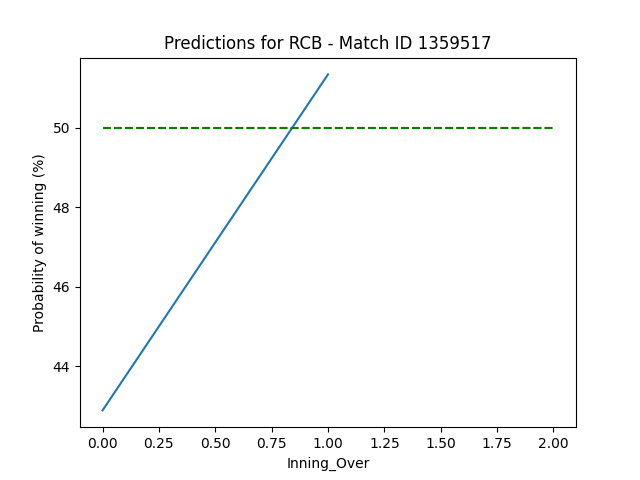 Predictions for RCB - Match ID 1359517
Probability of winning (%)
50
48
46
44
0.00 0.25 0.50 0.75 1.00 1.25 1.50 1.75 2.00
Inning_Over